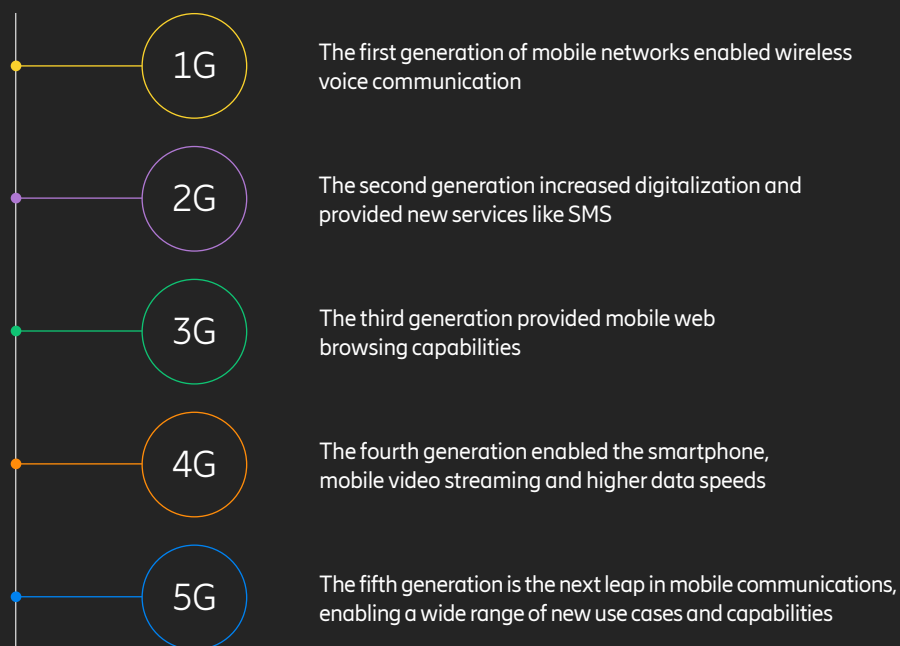 1G
The first generation of mobile networks enabled wireless
voice communication
2G
The second generation increased digitalization and
provided new services like SMS
3G
The third generation provided mobile web
browsing capabilities
4G
The fourth generation enabled the smartphone,
mobile video streaming and higher data speeds
5G
The fifth generation is the next leap in mobile communications,
enabling a wide range of new use cases and capabilities